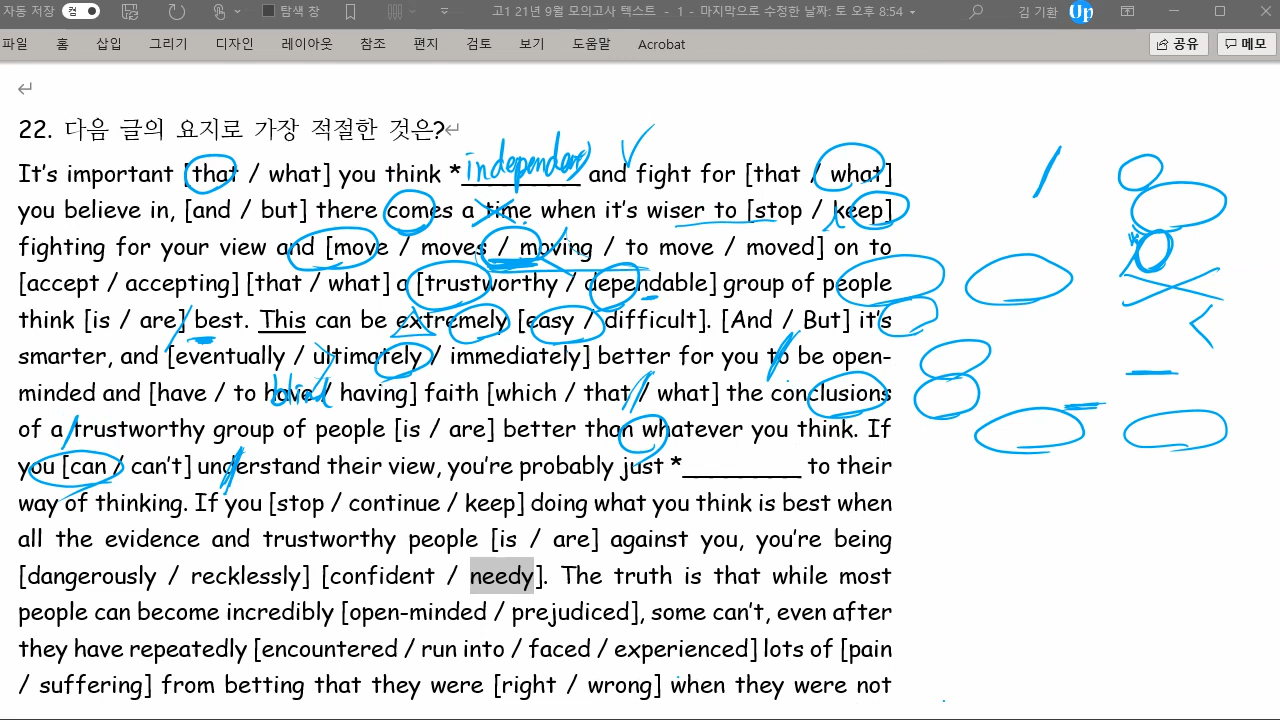 자동 저장 컴 탐색 창 고1 21년 9월 모의고사 텍스트 - 1 - 마지막으로 수정한 날짜: 토 오후 8:54 김 기환 Up
파일 홈 삽입 그리기 디자인 레이아웃 참조 편지 검토 보기 도움말 Acrobat 공유 메모
22. 다음 글의 요지로 가장 적절한 것은?
It's important [that / what] you think *independent and fight for [that / what]
you believe in, [and / but] there comes a time when it's wiser to [stop / keep]
fighting for your view and [move / moves / moving / to move / moved] on to
[accept / accepting] [that / what] a [trustworthy / dependable] group of people
think [is / are] best. This can be extremely [easy / difficult]. [And / But] it's
smarter, and [eventually / ultimately / immediately] better for you to be open-
minded and [have / to have / having] faith [which / that / what] the conclusions
blind
of a trustworthy group of people [is / are] better than whatever you think. If
you [can / can't] understand their view, you're probably just *_________ to their
way of thinking. If you [stop / continue / keep] doing what you think is best when
all the evidence and trustworthy people [is / are] against you, you're being
[dangerously / recklessly] [confident / needy]. The truth is that while most
people can become incredibly [open-minded / prejudiced], some can't, even after
they have repeatedly [encountered / run into / faced / experienced] lots of [pain
/ suffering] from betting that they were [right / wrong] when they were not